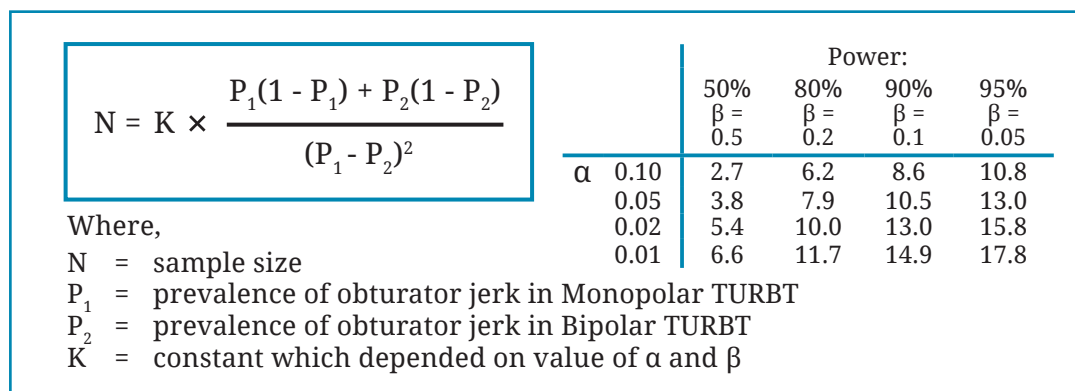 N = K × P₁(1 - P₁) + P₂(1 - P₂)
(P₁ - P₂)²
Power:
50% 80% 90% 95%
β = β = β = β =
0.5 0.2 0.1 0.05
α 0.10 2.7 6.2 8.6 10.8
0.05 3.8 7.9 10.5 13.0
0.02 5.4 10.0 13.0 15.8
0.01 6.6 11.7 14.9 17.8
Where,
N = sample size
P₁ = prevalence of obturator jerk in Monopolar TURBT
P₂ = prevalence of obturator jerk in Bipolar TURBT
K = constant which depended on value of α and β